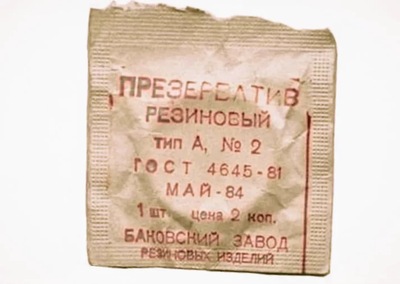 ПРЕЗЕРВАТИВ
РЕЗИНОВЫЙ
ТИП А, № 2
ГОСТ 4645-81
МАЙ-84
1 шт. цена 2 коп.
БАКОВСКИЙ ЗАВОД
РЕЗИНОВЫХ ИЗДЕЛИЙ